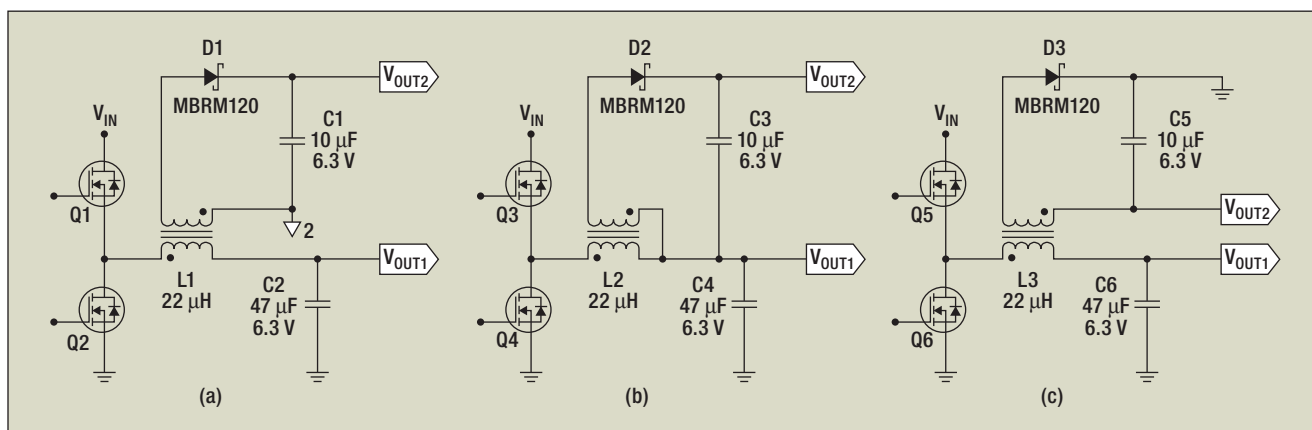 D1
MBRM120
V_OUT2
V_IN
C1
10 μF
6.3 V
Q1
2
V_OUT1
L1
22 μH
C2
47 μF
6.3 V
Q2
(a)
D2
MBRM120
V_OUT2
V_IN
C3
10 μF
6.3 V
Q3
V_OUT1
L2
22 μH
C4
47 μF
6.3 V
Q4
(b)
D3
MBRM120
V_IN
C5
10 μF
6.3 V
Q5
V_OUT2
V_OUT1
L3
22 μH
C6
47 μF
6.3 V
Q6
(c)